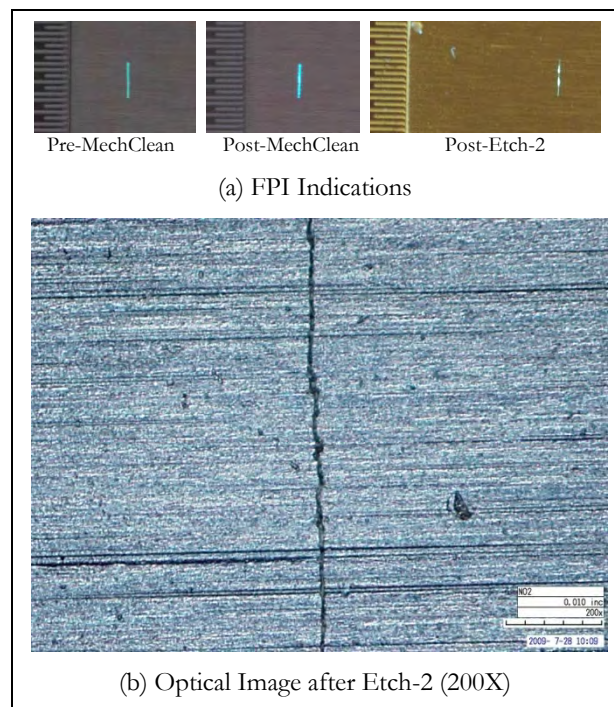 Pre-MechClean Post-MechClean Post-Etch-2
(a) FPI Indications
NO2
0.010 inc
200x
2009- 7-28 10:09
(b) Optical Image after Etch-2 (200X)